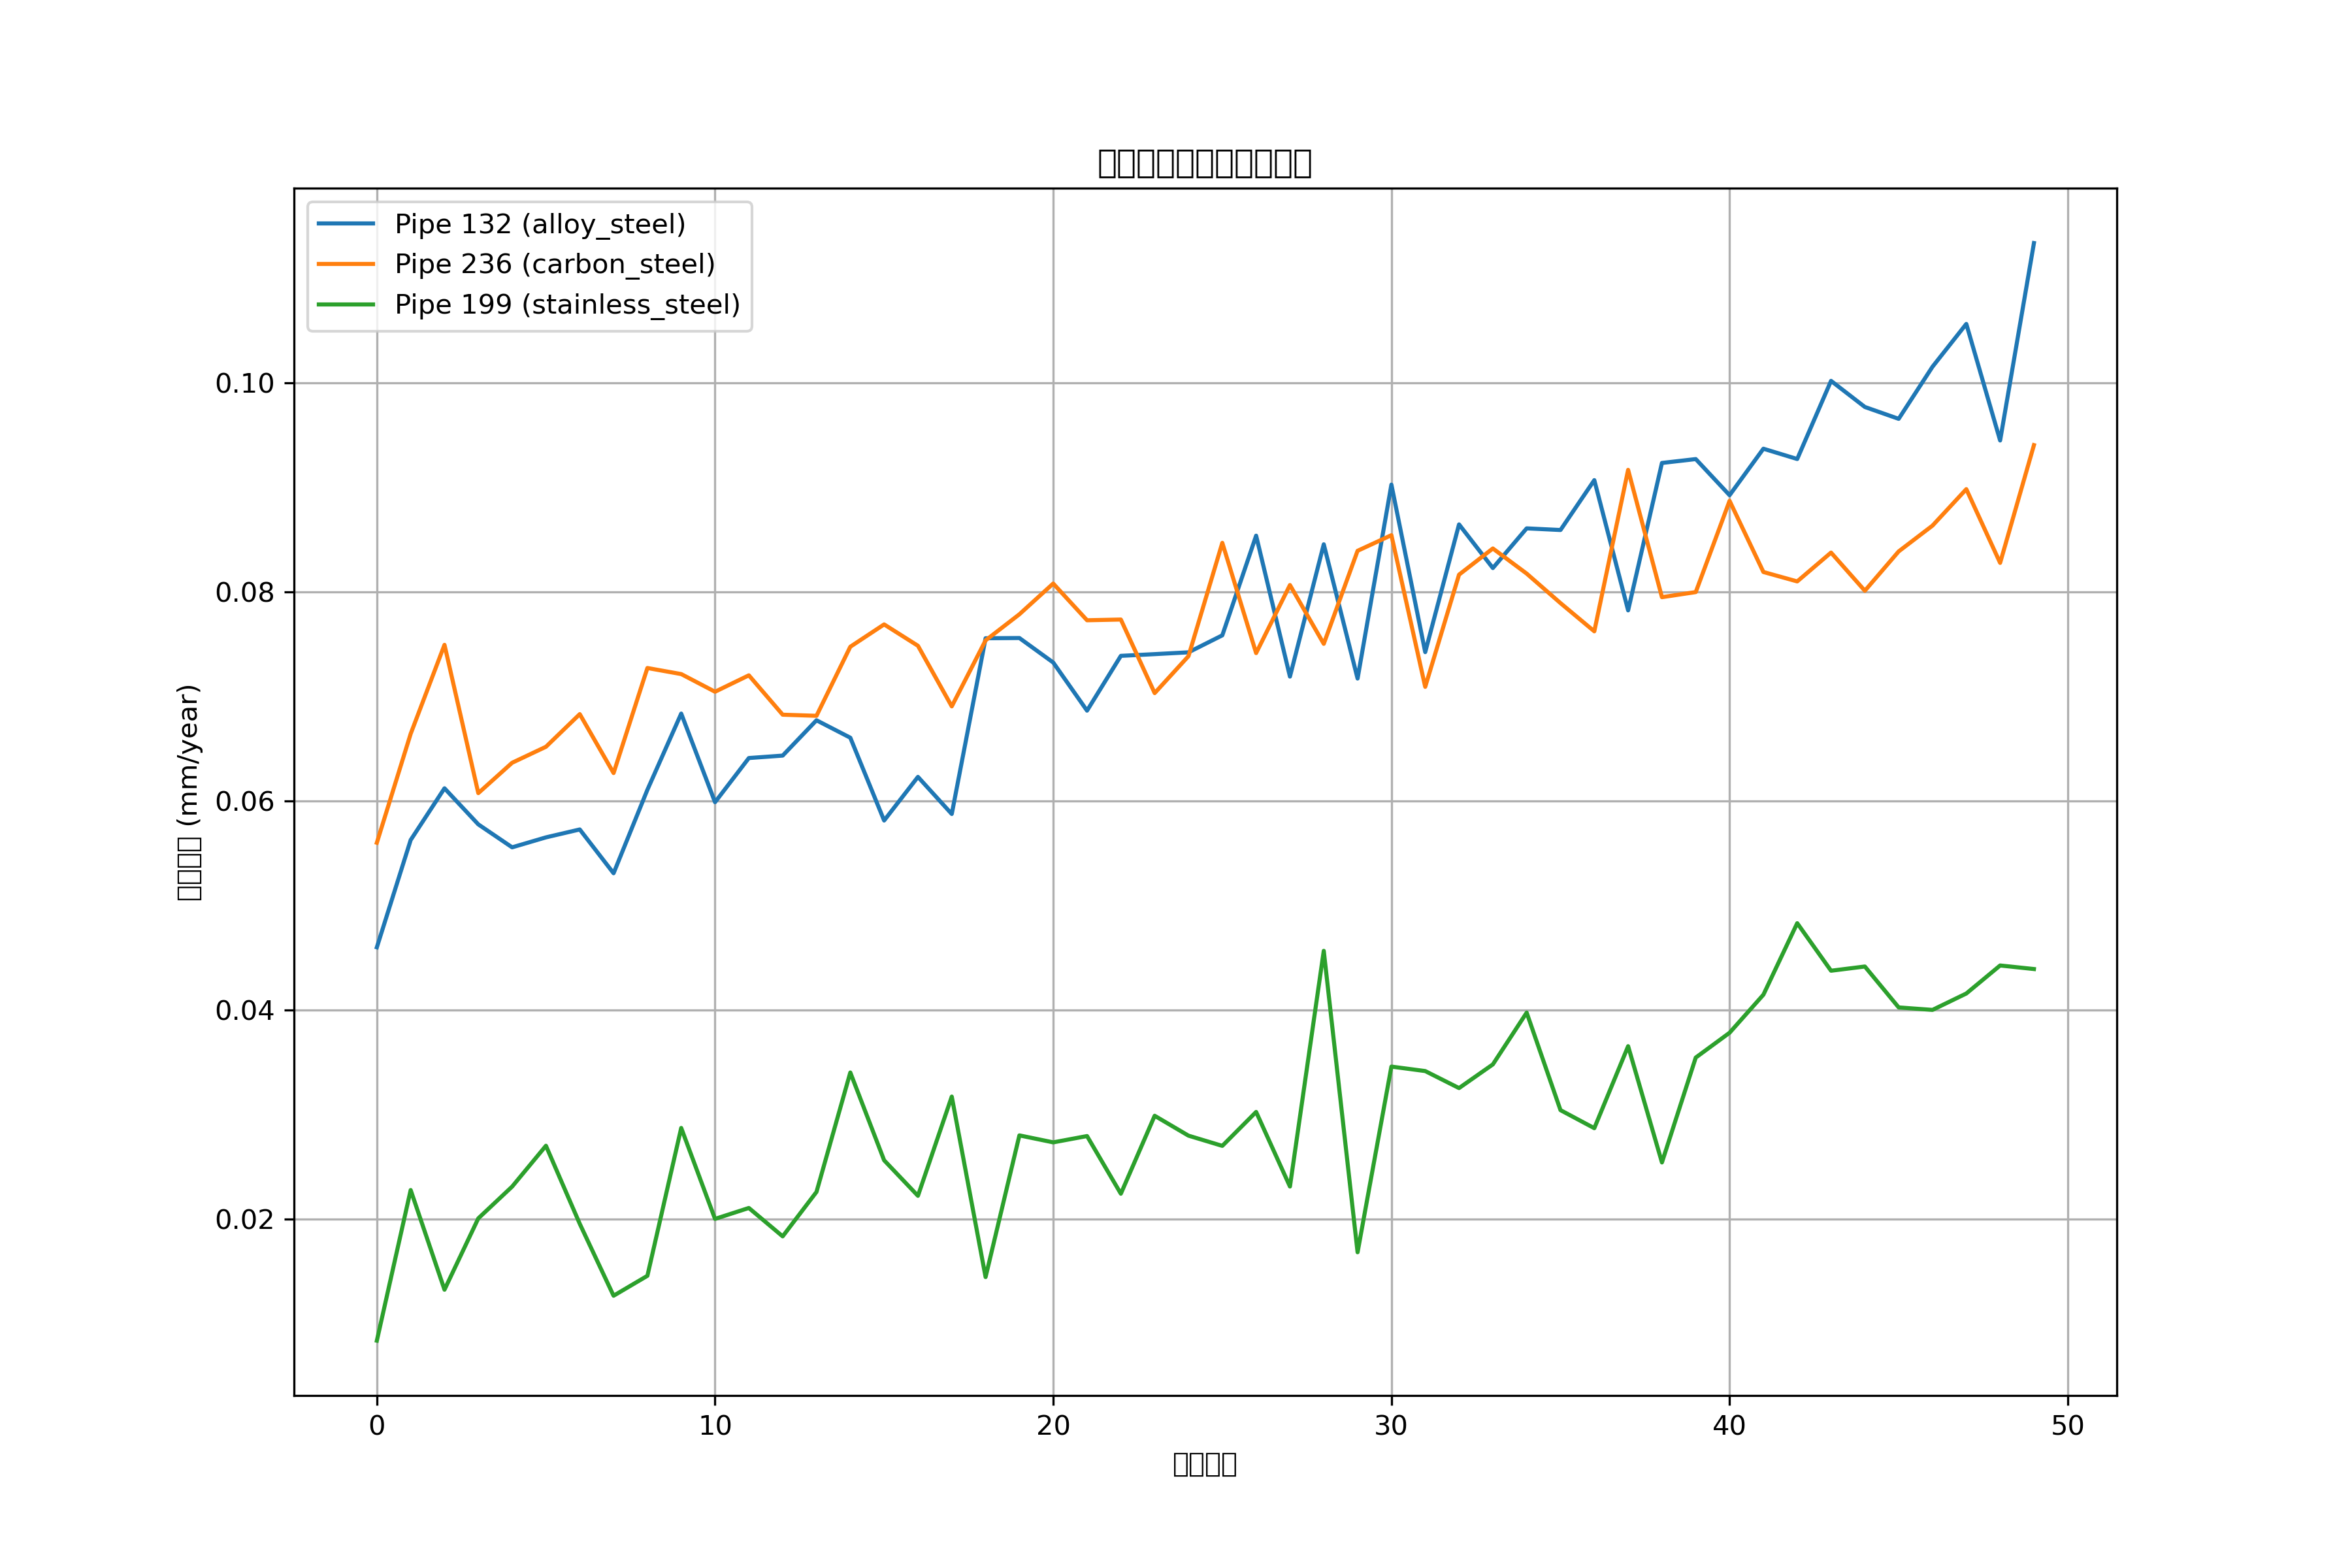 Pipe 132 (alloy_steel)
Pipe 236 (carbon_steel)
Pipe 199 (stainless_steel)
0.10
0.08
0.06
0.04
0.02
(mm/year)
0 10 20 30 40 50